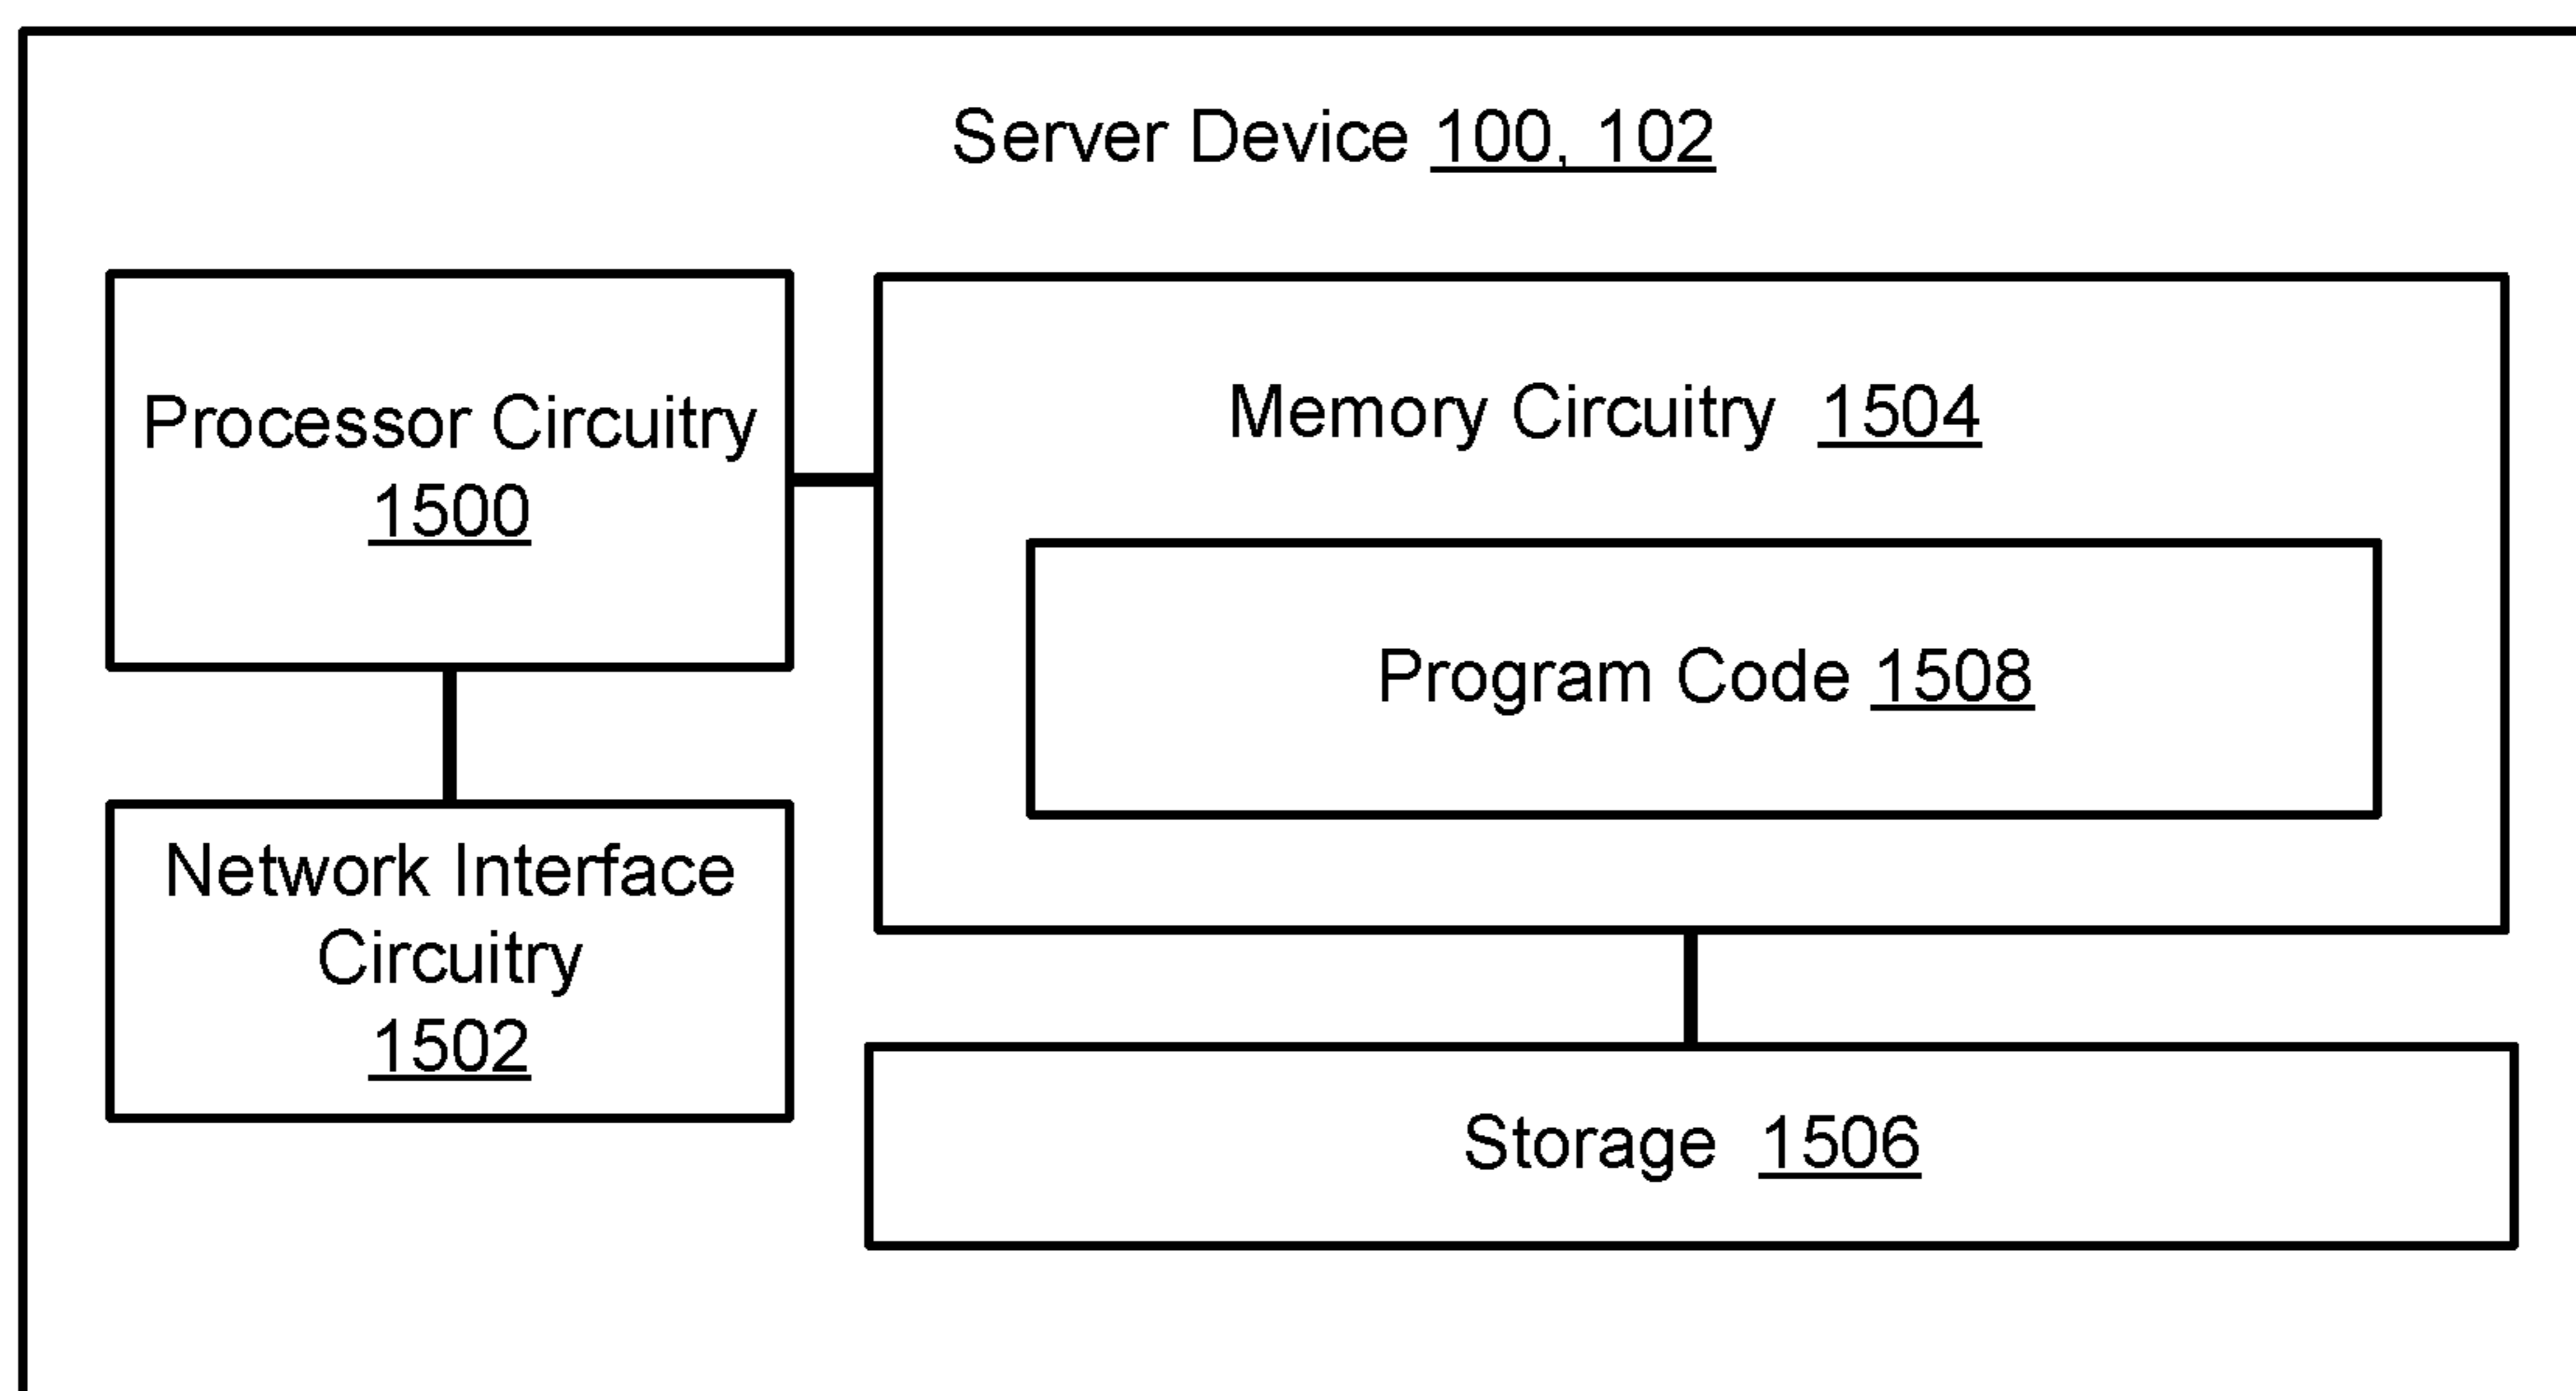 Server Device 100, 102
Processor Circuitry
1500
Memory Circuitry 1504
Program Code 1508
Network Interface
Circuitry
1502
Storage 1506